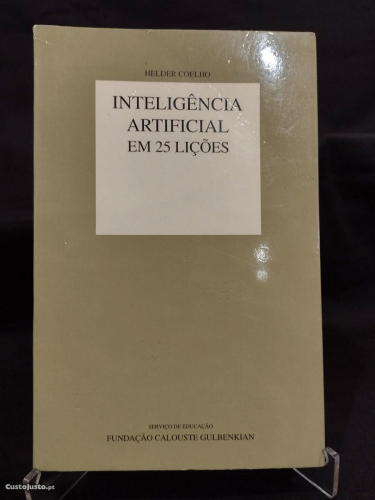 HELDER COELHO
INTELIGÊNCIA
ARTIFICIAL
EM 25 LIÇÕES
SERVIÇO DE EDUCAÇÃO
FUNDAÇÃO CALOUSTE GULBENKIAN
CustoJusto.pt